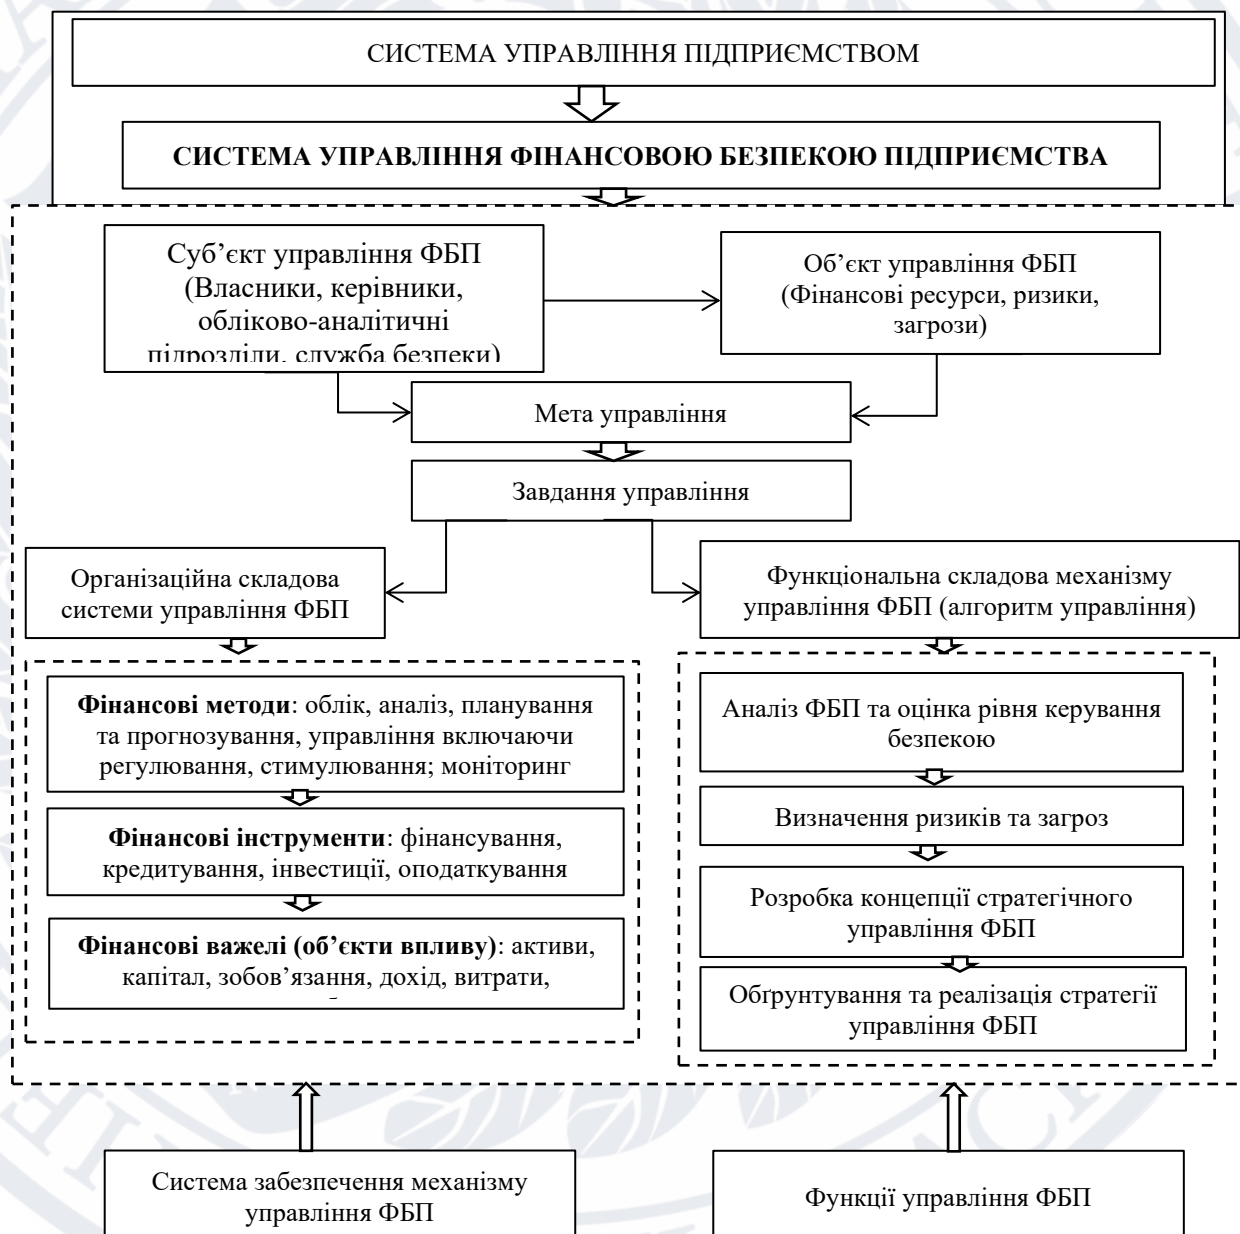 СИСТЕМА УПРАВЛІННЯ ПІДПРИЄМСТВОМ
СИСТЕМА УПРАВЛІННЯ ФІНАНСОВОЮ БЕЗПЕКОЮ ПІДПРИЄМСТВА
Суб’єкт управління ФБП
(Власники, керівники,
обліково-аналітичні
підрозділи, служба безпеки)
Об’єкт управління ФБП
(Фінансові ресурси, ризики,
загрози)
Мета управління
Завдання управління
Організаційна складова
системи управління ФБП
Функціональна складова механізму
управління ФБП (алгоритм управління)
Фінансові методи: облік, аналіз, планування
та прогнозування, управління включаючи
регулювання, стимулювання; моніторинг
Фінансові інструменти: фінансування,
кредитування, інвестиції, оподаткування
Фінансові важелі (об’єкти впливу): активи,
капітал, зобов’язання, дохід, витрати,
Аналіз ФБП та оцінка рівня керування
безпекою
Визначення ризиків та загроз
Розробка концепції стратегічного
управління ФБП
Обґрунтування та реалізація стратегії
управління ФБП
Система забезпечення механізму
управління ФБП
Функції управління ФБП